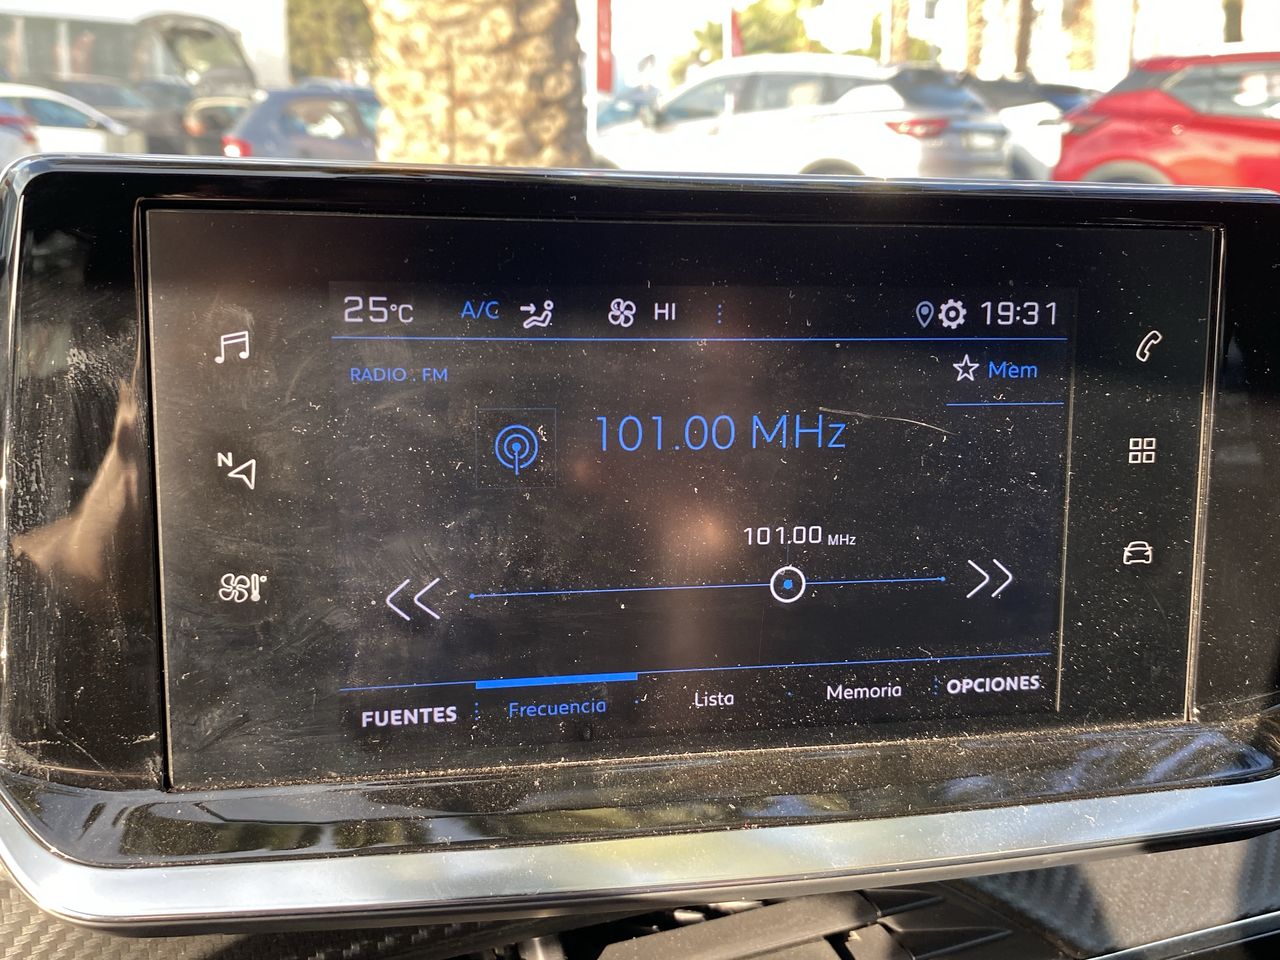 25°C A/C HI 19:31
RADIO . FM
Mem
101.00 MHz
101.00 MHz
N
FUENTES Frecuencia Lista Memoria OPCIONES